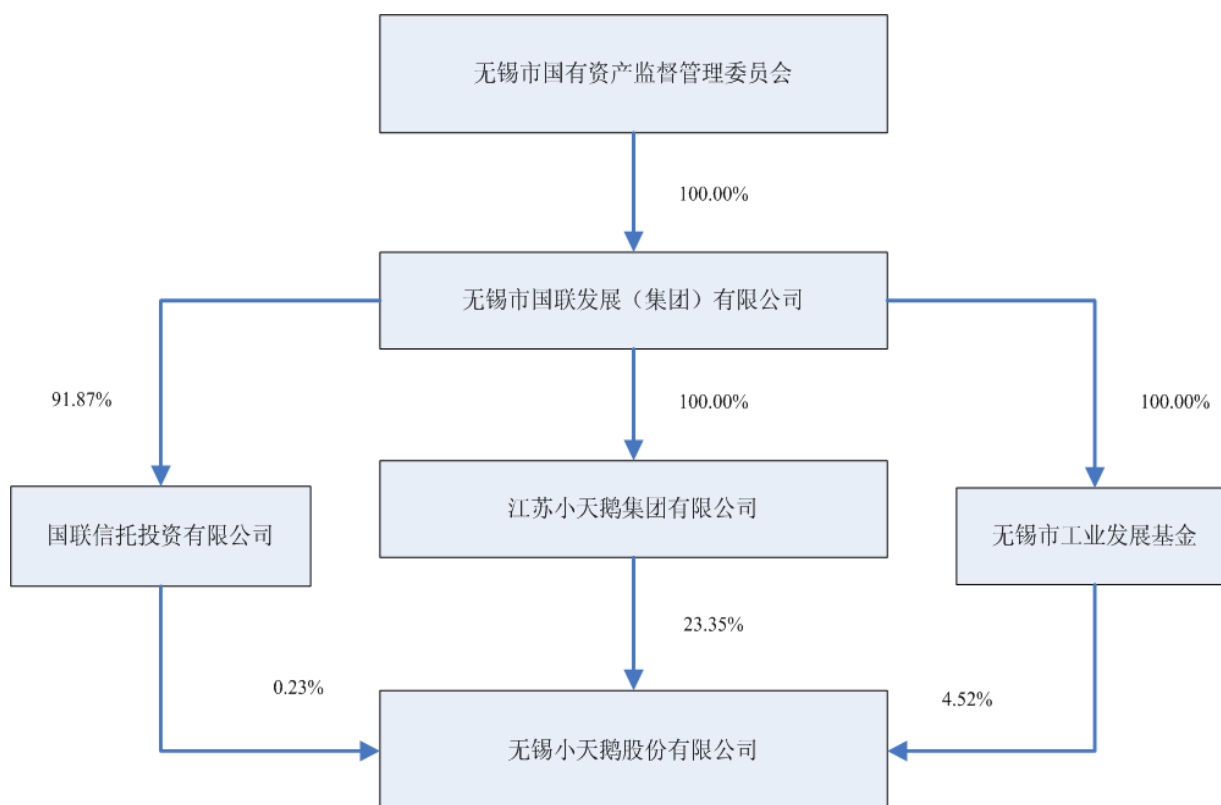 无锡市国有资产监督管理委员会
100.00%
无锡市国联发展（集团）有限公司
91.87%
100.00%
100.00%
国联信托投资有限公司
江苏小天鹅集团有限公司
无锡市工业发展基金
0.23%
23.35%
4.52%
无锡小天鹅股份有限公司